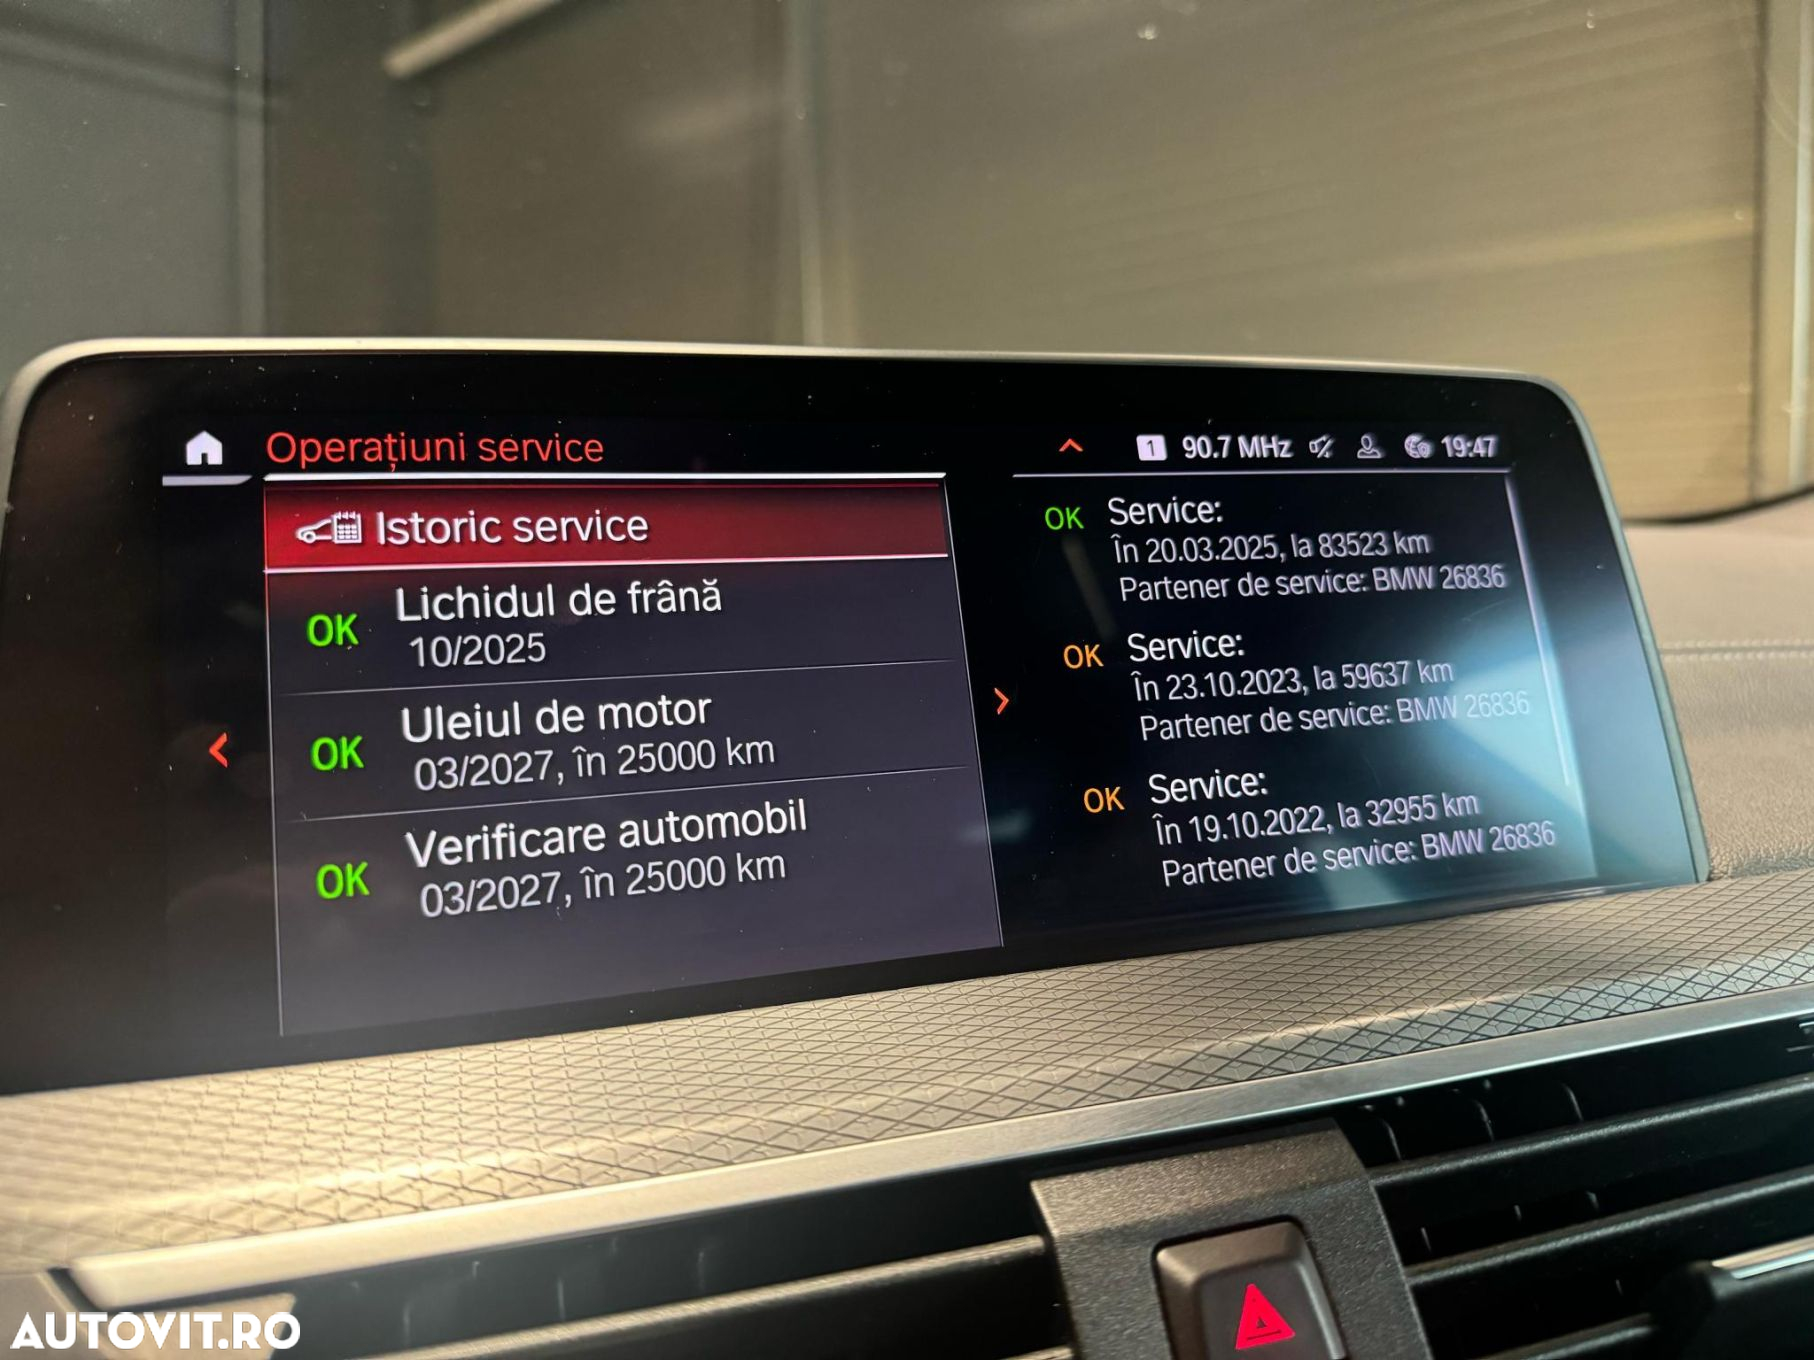 Operațiuni service
1 90.7 MHz 19:47
Istoric service
OK Lichidul de frână
10/2025
OK Uleiul de motor
03/2027, în 25000 km
OK Verificare automobil
03/2027, în 25000 km
OK Service:
În 20.03.2025, la 83523 km
Partener de service: BMW 26836
OK Service:
În 23.10.2023, la 59637 km
Partener de service: BMW 26836
OK Service:
În 19.10.2022, la 32955 km
Partener de service: BMW 26836
AUTOVIT.RO